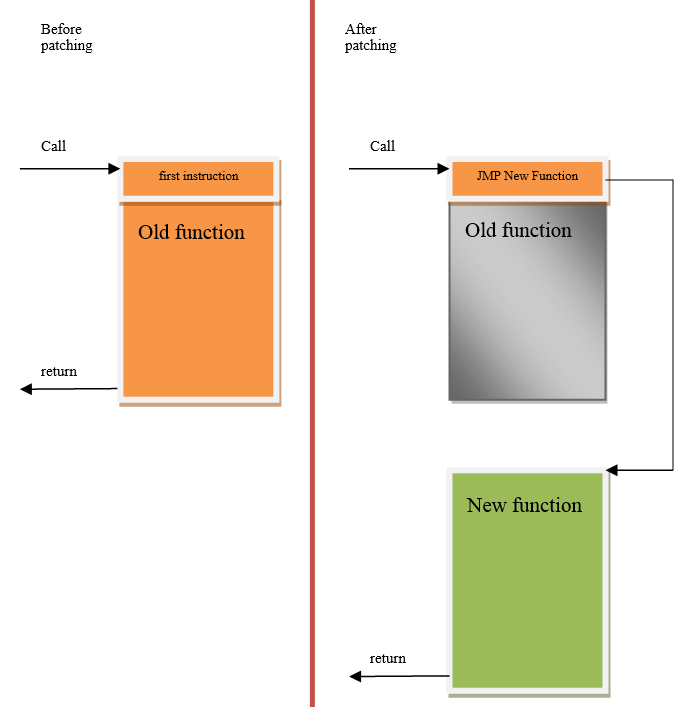 Before
patching
Call
first instruction
Old function
return
After
patching
Call
JMP New Function
Old function
New function
return